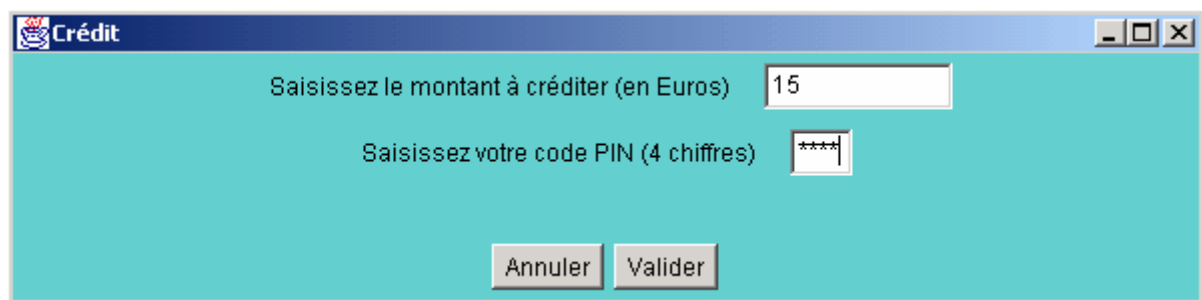 Crédit
Saisissez le montant à créditer (en Euros) 15
Saisissez votre code PIN (4 chiffres) ****
Annuler Valider